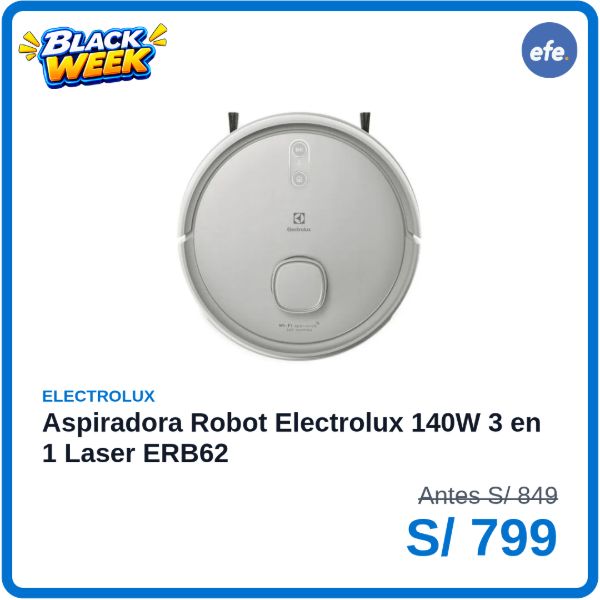 BLACK
WEEK
efe.
Electrolux
ELECTROLUX
Aspiradora Robot Electrolux 140W 3 en
1 Laser ERB62
Antes S/ 849
S/ 799